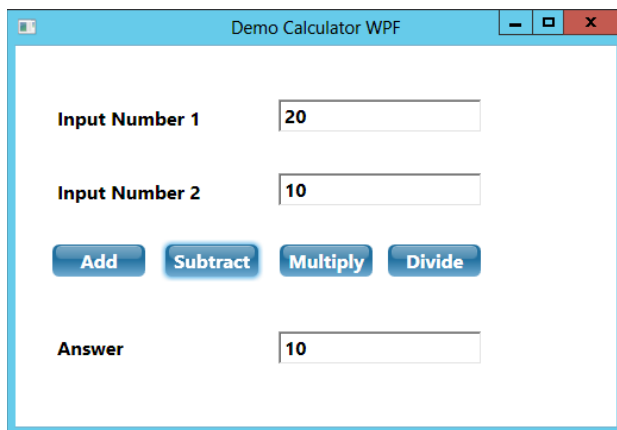 Demo Calculator WPF
Input Number 1 20
Input Number 2 10
Add Subtract Multiply Divide
Answer 10